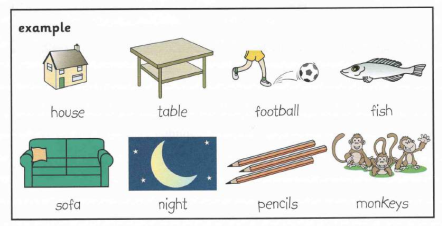 example
house table football fish
sofa night pencils monkeys